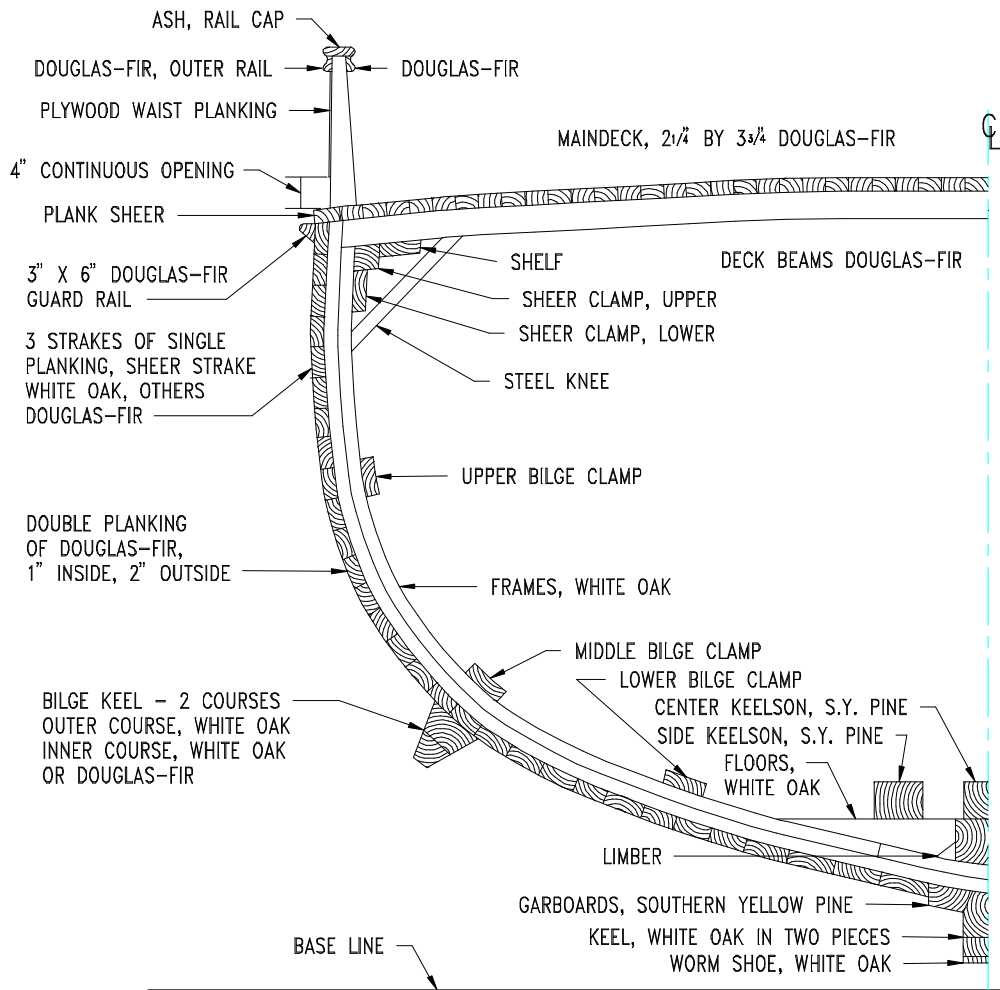 ASH, RAIL CAP
DOUGLAS-FIR, OUTER RAIL
DOUGLAS-FIR
PLYWOOD WAIST PLANKING
MAINDECK, 2 1/4" BY 3 3/4" DOUGLAS-FIR
CL
4" CONTINUOUS OPENING
PLANK SHEER
SHELF
DECK BEAMS DOUGLAS-FIR
3" X 6" DOUGLAS-FIR
GUARD RAIL
SHEER CLAMP, UPPER
SHEER CLAMP, LOWER
3 STRAKES OF SINGLE
PLANKING, SHEER STRAKE
WHITE OAK, OTHERS
DOUGLAS-FIR
STEEL KNEE
UPPER BILGE CLAMP
DOUBLE PLANKING
OF DOUGLAS-FIR,
1" INSIDE, 2" OUTSIDE
FRAMES, WHITE OAK
MIDDLE BILGE CLAMP
LOWER BILGE CLAMP
CENTER KEELSON, S.Y. PINE
SIDE KEELSON, S.Y. PINE
FLOORS,
WHITE OAK
BILGE KEEL - 2 COURSES
OUTER COURSE, WHITE OAK
INNER COURSE, WHITE OAK
OR DOUGLAS-FIR
LIMBER
GARBOARDS, SOUTHERN YELLOW PINE
KEEL, WHITE OAK IN TWO PIECES
WORM SHOE, WHITE OAK
BASE LINE